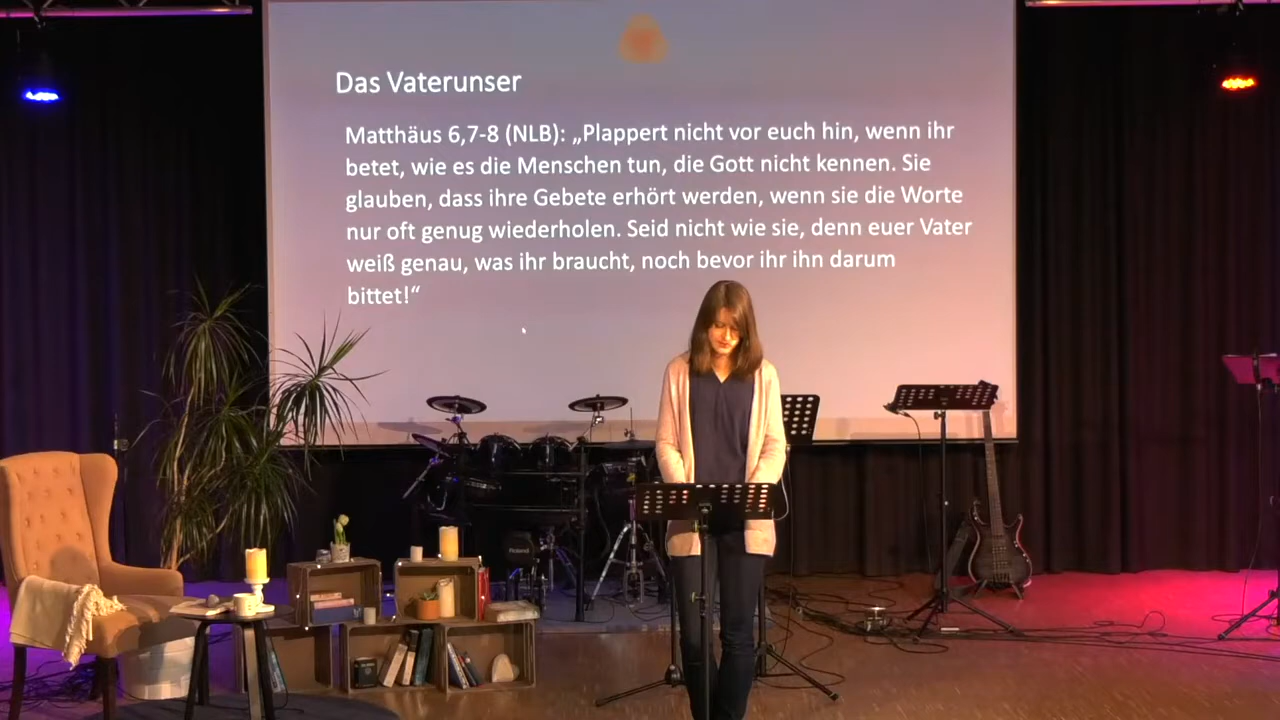 Das Vaterunser
Matthäus 6,7-8 (NLB): „Plappert nicht vor euch hin, wenn ihr
betet, wie es die Menschen tun, die Gott nicht kennen. Sie
glauben, dass ihre Gebete erhört werden, wenn sie die Worte
nur oft genug wiederholen. Seid nicht wie sie, denn euer Vater
weiß genau, was ihr braucht, noch bevor ihr ihn darum
bittet!“
Roland